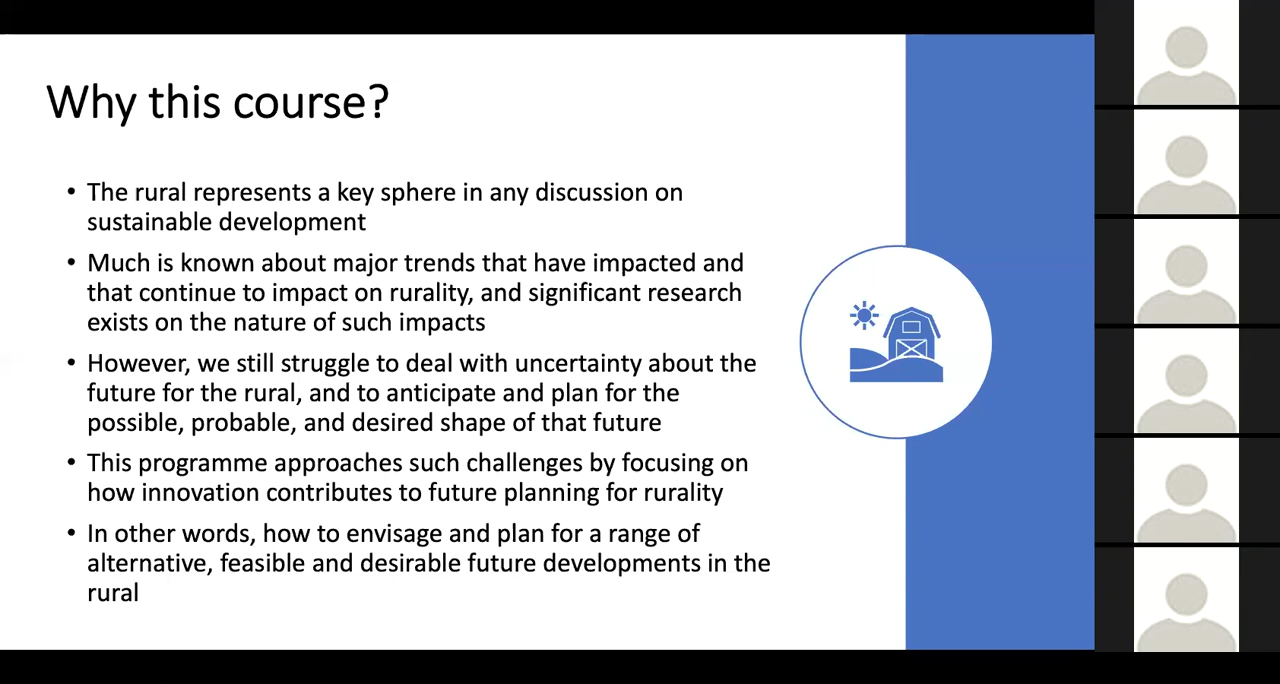 Why this course?
• The rural represents a key sphere in any discussion on
sustainable development
• Much is known about major trends that have impacted and
that continue to impact on rurality, and significant research
exists on the nature of such impacts
• However, we still struggle to deal with uncertainty about the
future for the rural, and to anticipate and plan for the
possible, probable, and desired shape of that future
• This programme approaches such challenges by focusing on
how innovation contributes to future planning for rurality
• In other words, how to envisage and plan for a range of
alternative, feasible and desirable future developments in the
rural